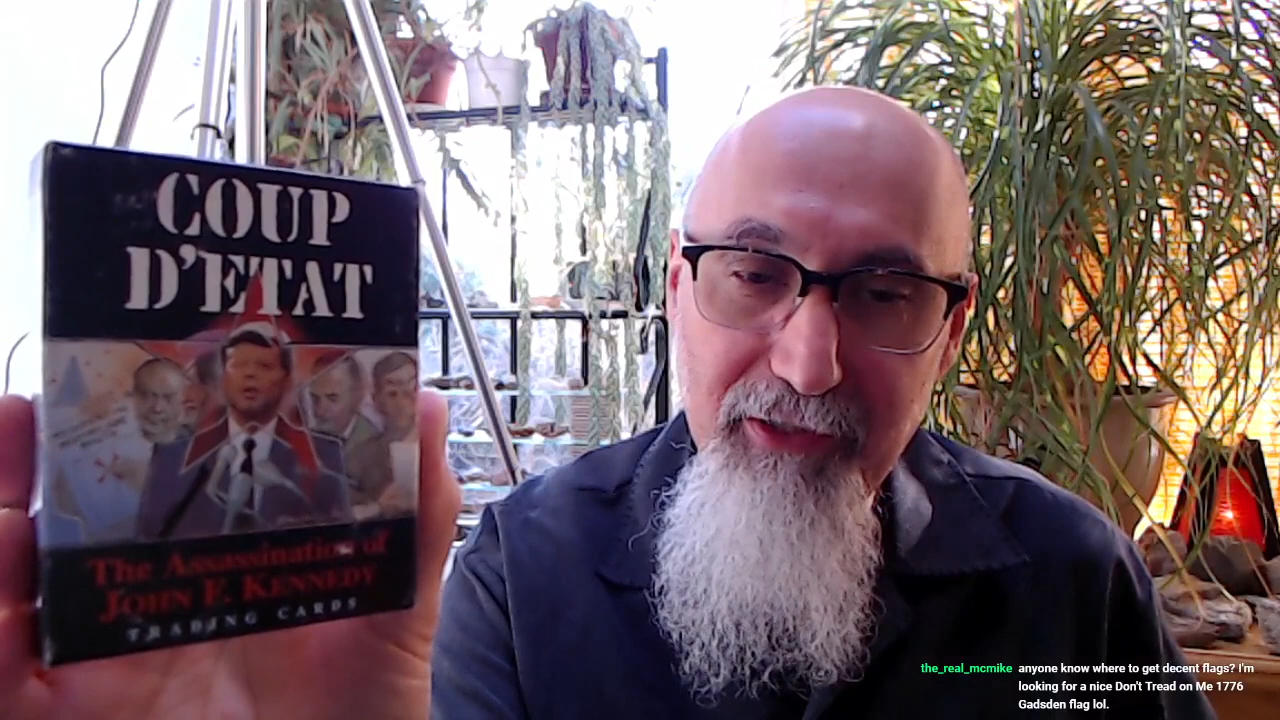 COUP
D'ETAT
The Assassination of
JOHN F. KENNEDY
TRADING CARDS
the_real_mcmike anyone know where to get decent flags? I'm
looking for a nice Don't Tread on Me 1776
Gadsden flag lol.